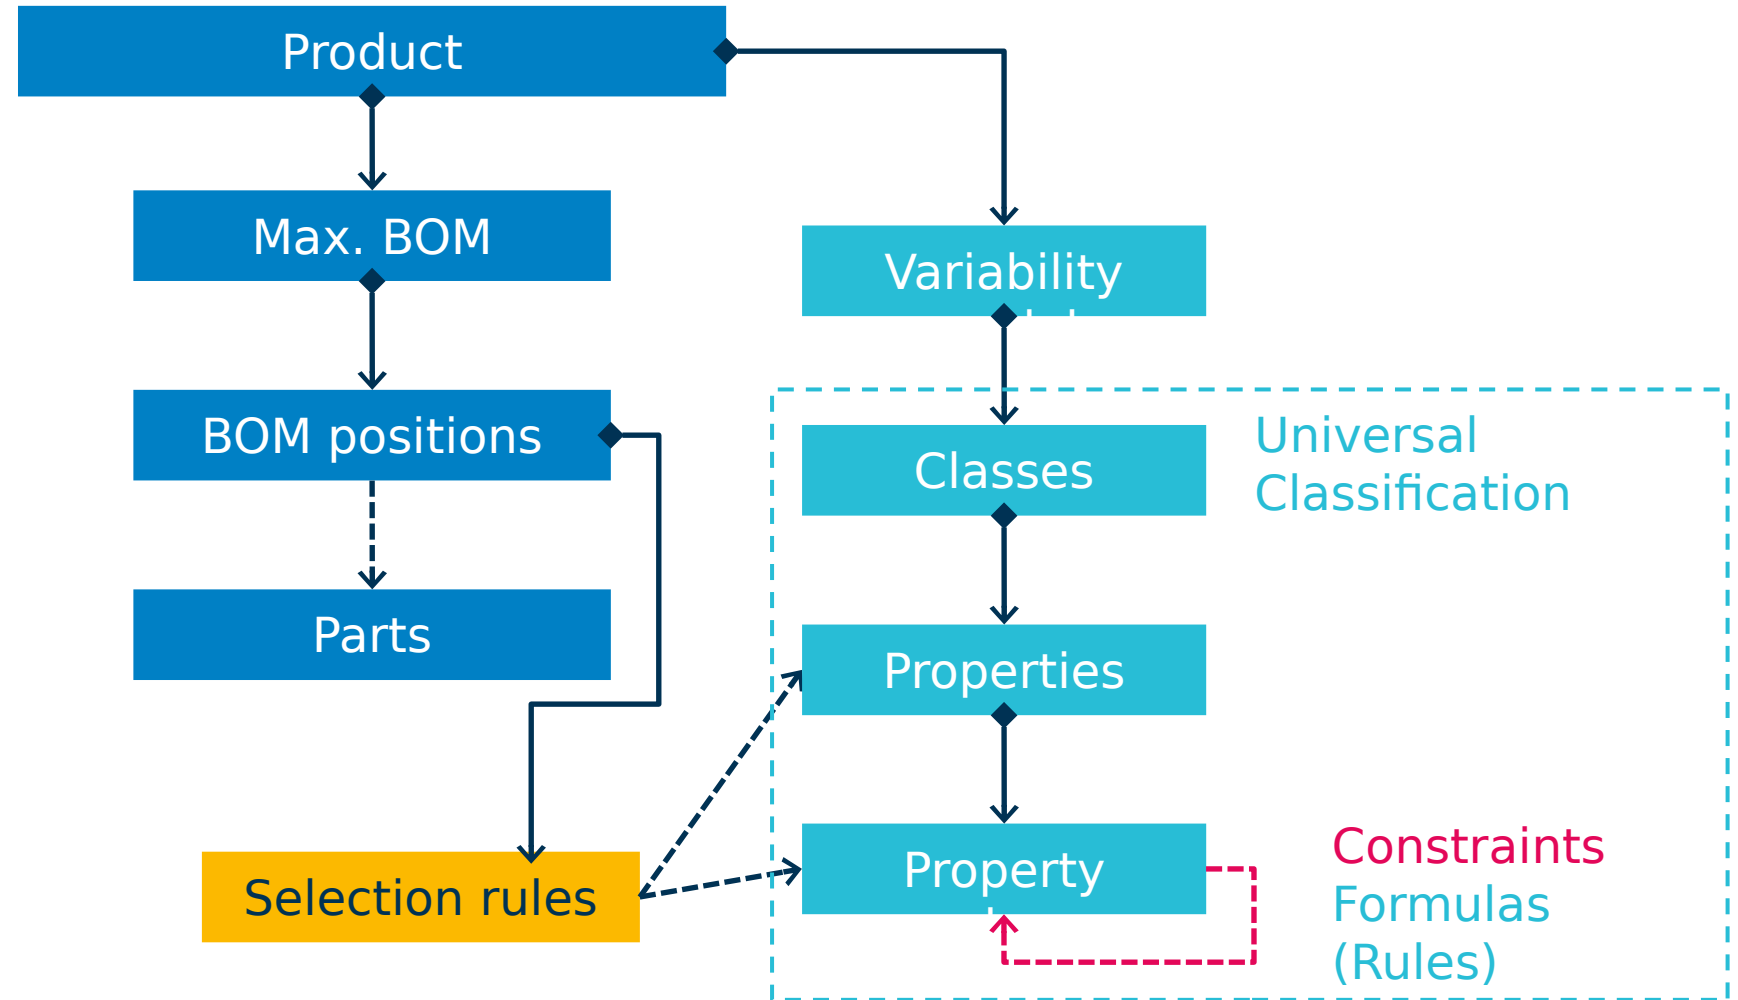 Product
Max. BOM
Variability
BOM positions
Universal
Classification
Classes
Parts
Properties
Property
Constraints
Formulas
(Rules)
Selection rules